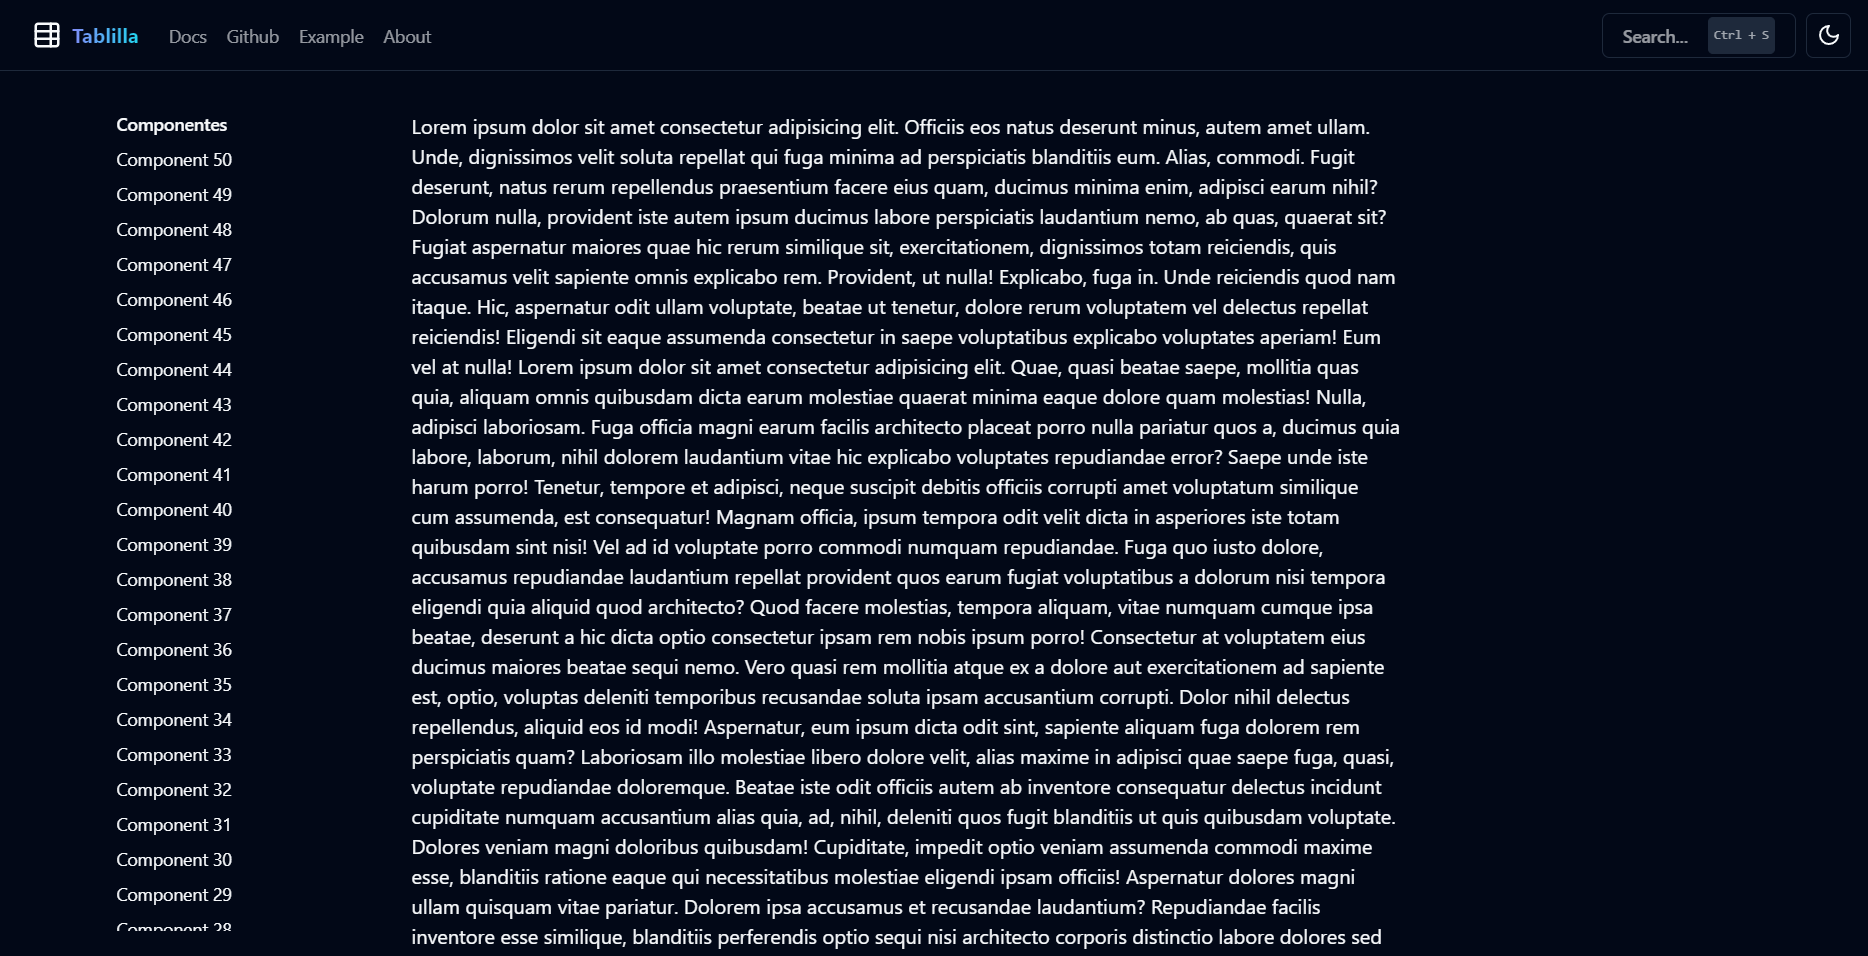 Tablilla
Docs
Github
Example
About
Search...
Ctrl + S
Componentes
Component 50
Component 49
Component 48
Component 47
Component 46
Component 45
Component 44
Component 43
Component 42
Component 41
Component 40
Component 39
Component 38
Component 37
Component 36
Component 35
Component 34
Component 33
Component 32
Component 31
Component 30
Component 29
Component 28
Lorem ipsum dolor sit amet consectetur adipisicing elit. Officiis eos natus deserunt minus, autem amet ullam.
Unde, dignissimos velit soluta repellat qui fuga minima ad perspiciatis blanditiis eum. Alias, commodi. Fugit
deserunt, natus rerum repellendus praesentium facere eius quam, ducimus minima enim, adipisci earum nihil?
Dolorum nulla, provident iste autem ipsum ducimus labore perspiciatis laudantium nemo, ab quas, quaerat sit?
Fugiat aspernatur maiores quae hic rerum similique sit, exercitationem, dignissimos totam reiciendis, quis
accusamus velit sapiente omnis explicabo rem. Provident, ut nulla! Explicabo, fuga in. Unde reiciendis quod nam
itaque. Hic, aspernatur odit ullam voluptate, beatae ut tenetur, dolore rerum voluptatem vel delectus repellat
reiciendis! Eligendi sit eaque assumenda consectetur in saepe voluptatibus explicabo voluptates aperiam! Eum
vel at nulla! Lorem ipsum dolor sit amet consectetur adipisicing elit. Quae, quasi beatae saepe, mollitia quas
quia, aliquam omnis quibusdam dicta earum molestiae quaerat minima eaque dolore quam molestias! Nulla,
adipisci laboriosam. Fuga officia magni earum facilis architecto placeat porro nulla pariatur quos a, ducimus quia
labore, laborum, nihil dolorem laudantium vitae hic explicabo voluptates repudiandae error? Saepe unde iste
harum porro! Tenetur, tempore et adipisci, neque suscipit debitis officiis corrupti amet voluptatum similique
cum assumenda, est consequatur! Magnam officia, ipsum tempora odit velit dicta in asperiores iste totam
quibusdam sint nisi! Vel ad id voluptate porro commodi numquam repudiandae. Fuga quo iusto dolore,
accusamus repudiandae laudantium repellat provident quos earum fugiat voluptatibus a dolorum nisi tempora
eligendi quia aliquid quod architecto? Quod facere molestias, tempora aliquam, vitae numquam cumque ipsa
beatae, deserunt a hic dicta optio consectetur ipsam rem nobis ipsum porro! Consectetur at voluptatem eius
ducimus maiores beatae sequi nemo. Vero quasi rem mollitia atque ex a dolore aut exercitationem ad sapiente
est, optio, voluptas deleniti temporibus recusandae soluta ipsam accusantium corrupti. Dolor nihil delectus
repellendus, aliquid eos id modi! Aspernatur, eum ipsum dicta odit sint, sapiente aliquam fuga dolorem rem
perspiciatis quam? Laboriosam illo molestiae libero dolore velit, alias maxime in adipisci quae saepe fuga, quasi,
voluptate repudiandae doloremque. Beatae iste odit officiis autem ab inventore consequatur delectus incidunt
cupiditate numquam accusantium alias quia, ad, nihil, deleniti quos fugit blanditiis ut quis quibusdam voluptate.
Dolores veniam magni doloribus quibusdam! Cupiditate, impedit optio veniam assumenda commodi maxime
esse, blanditiis ratione eaque qui necessitatibus molestiae eligendi ipsam officiis! Aspernatur dolores magni
ullam quisquam vitae pariatur. Dolorem ipsa accusamus et recusandae laudantium? Repudiandae facilis
inventore esse similique, blanditiis perferendis optio sequi nisi architecto corporis distinctio labore dolores sed